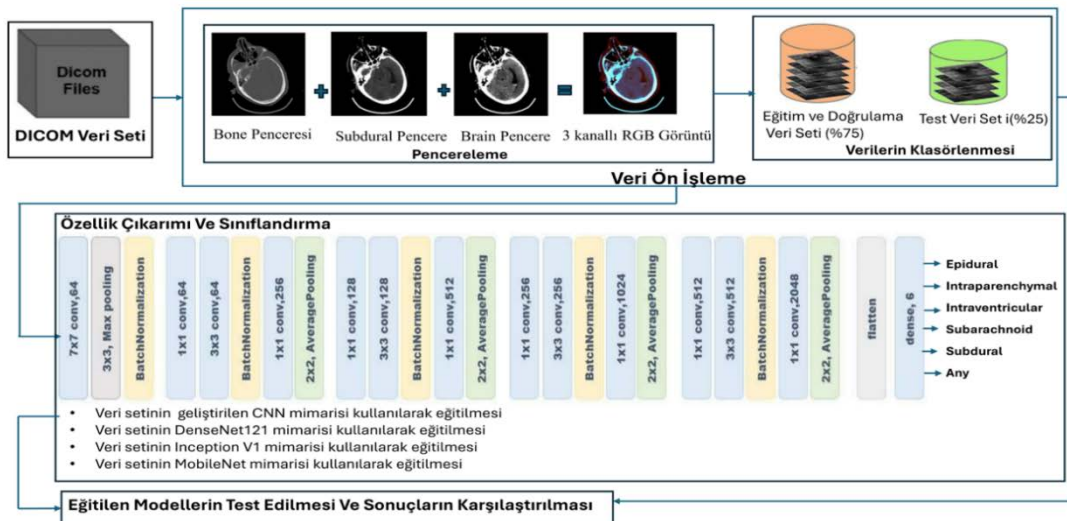 Dicom
Files
DICOM Veri Seti
Bone Penceresi
Subdural Pencere
Brain Pencere
3 kanallı RGB Görüntü
Pencereleme
Eğitim ve Doğrulama
Veri Seti (%75)
Test Veri Set i(%25)
Verilerin Klasörlenmesi
Veri Ön İşleme
Özellik Çıkarımı Ve Sınıflandırma
7x7 conv,64
3x3, Max pooling
BatchNormalization
1x1 conv,64
3x3 conv,64
BatchNormalization
1x1 conv,256
2x2, AveragePooling
1x1 conv,128
3x3 conv,128
BatchNormalization
1x1 conv,512
2x2, AveragePooling
1x1 conv,256
3x3 conv,256
BatchNormalization
1x1 conv,1024
2x2, AveragePooling
1x1 conv,512
3x3 conv,512
BatchNormalization
1x1 conv,2048
2x2, AveragePooling
flatten
dense, 6
Epidural
Intraparenchymal
Intraventricular
Subarachnoid
Subdural
Any
• Veri setinin geliştirilen CNN mimarisi kullanılarak eğitilmesi
• Veri setinin DenseNet121 mimarisi kullanılarak eğitilmesi
• Veri setinin Inception V1 mimarisi kullanılarak eğitilmesi
• Veri setinin MobileNet mimarisi kullanılarak eğitilmesi
Eğitilen Modellerin Test Edilmesi Ve Sonuçların Karşılaştırılması